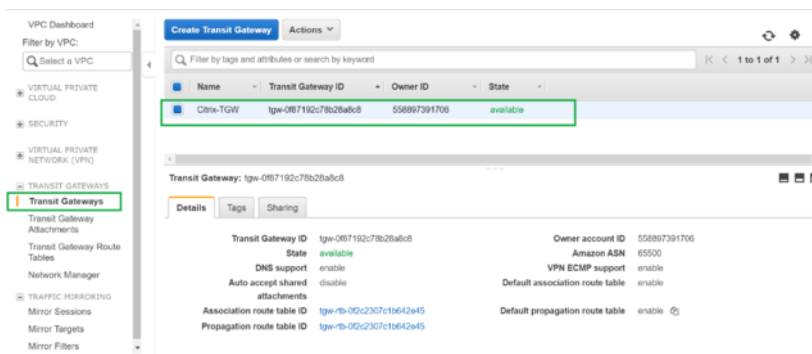 VPC Dashboard
Filter by VPC:
Select a VPC
VIRTUAL PRIVATE
CLOUD
SECURITY
VIRTUAL PRIVATE
NETWORK (VPN)
TRANSIT GATEWAYS
Transit Gateways
Transit Gateway
Attachments
Transit Gateway Route
Tables
Network Manager
TRAFFIC MIRRORING
Mirror Sessions
Mirror Targets
Mirror Filters
Create Transit Gateway Actions
Filter by tags and attributes or search by keyword
1 to 1 of 1
Name Transit Gateway ID Owner ID State
Citrix-TGW tgw-0f87192c78b28a8c8 558897391706 available
Transit Gateway: tgw-0f87192c78b28a8c8
Details Tags Sharing
Transit Gateway ID tgw-0f87192c78b28a8c8 Owner account ID 558897391706
State available Amazon ASN 65500
DNS support enable VPN ECMP support enable
Auto accept shared disable Default association route table enable
attachments
Association route table ID tgw-rtb-0f2c2307c1b642e45 Default propagation route table enable
Propagation route table ID tgw-rtb-0f2c2307c1b642e45